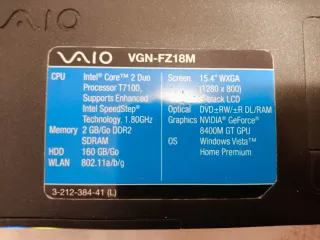 VAIO VGN-FZ18M
CPU Intel® Core™ 2 Duo
Processor T7100,
Supports Enhanced
Intel SpeedStep®
Technology, 1.80GHz
Memory 2 GB/Go DDR2
SDRAM
HDD 160 GB/Go
WLAN 802.11a/b/g
Screen 15.4" WXGA
(1280 x 800)
LCD
Optical DVD±RW/±R DL/RAM
Graphics NVIDIA® GeForce®
8400M GT GPU
OS Windows Vista™
Home Premium
3-212-384-41 (L)